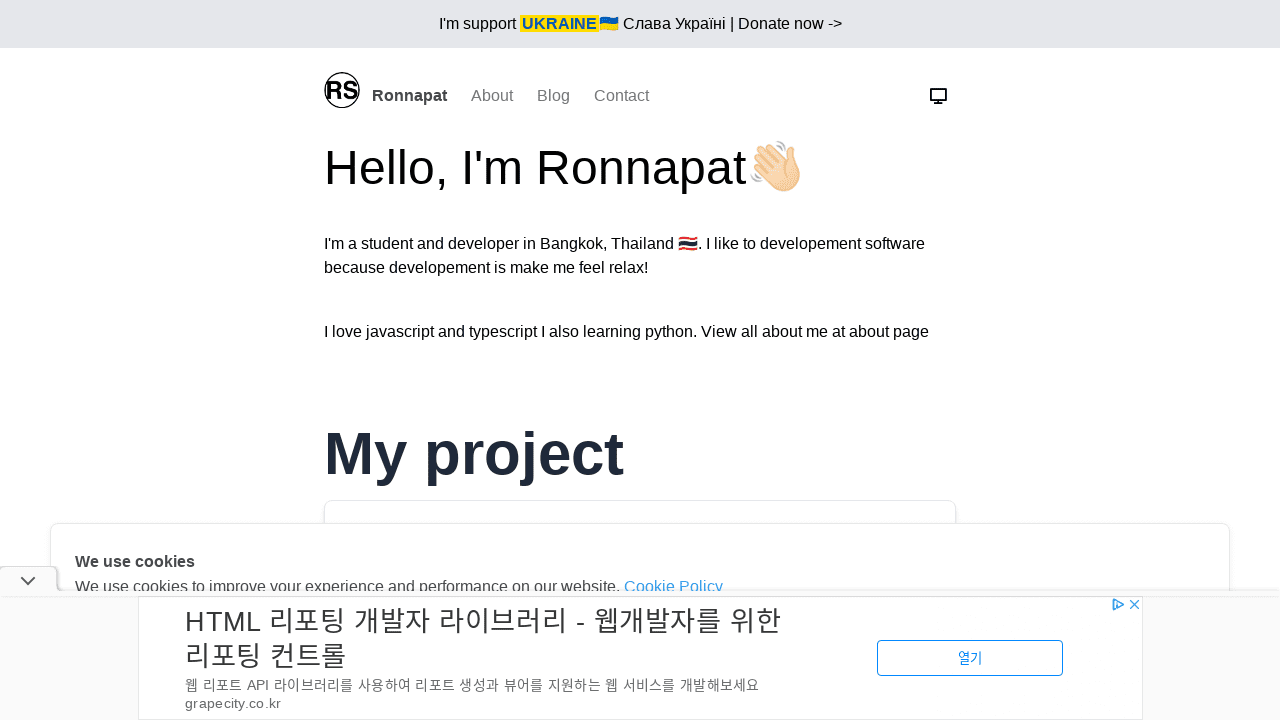 I'm support UKRAINE🇺🇦 Слава Україні | Donate now ->
RS Ronnapat About Blog Contact
Hello, I'm Ronnapat👋🏻
I'm a student and developer in Bangkok, Thailand 🇹🇭. I like to developement software
because developement is make me feel relax!
I love javascript and typescript I also learning python. View all about me at about page
My project
We use cookies
We use cookies to improve your experience and performance on our website. Cookie Policy
HTML 리포팅 개발자 라이브러리 - 웹개발자를 위한
리포팅 컨트롤
웹 리포트 API 라이브러리를 사용하여 리포트 생성과 뷰어를 지원하는 웹 서비스를 개발해보세요
grapecity.co.kr
열기